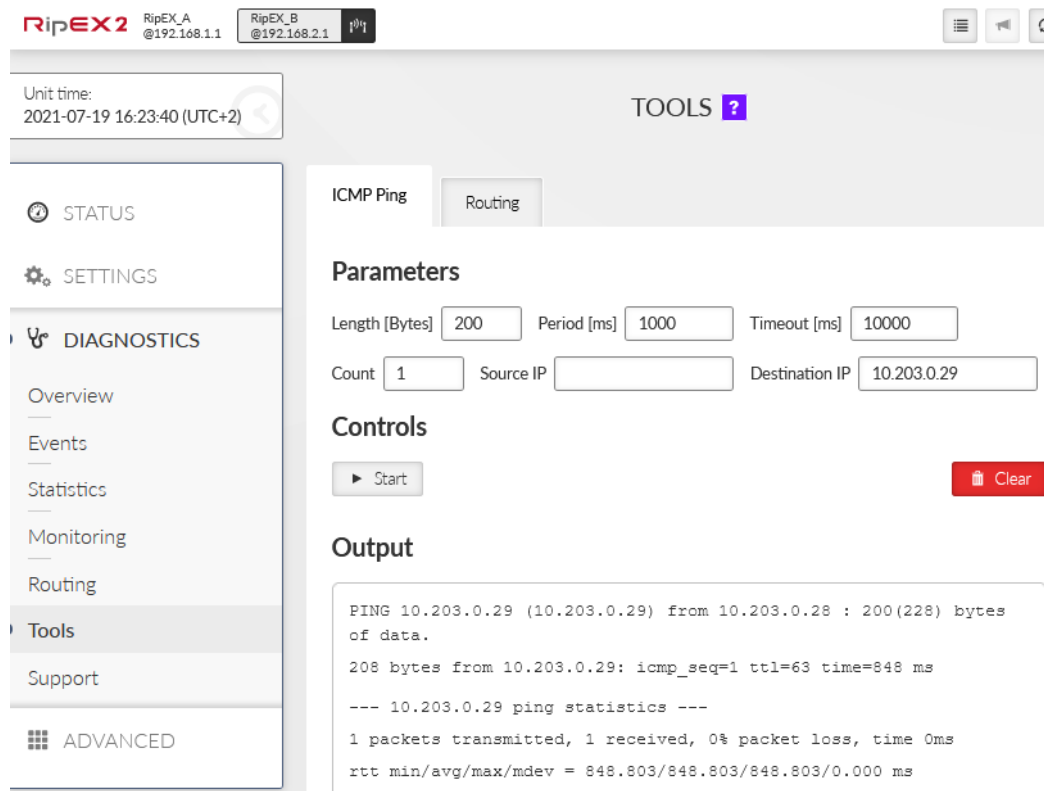 RipEX2
RipEX_A
@192.168.1.1
RipEX_B
@192.168.2.1
Unit time:
2021-07-19 16:23:40 (UTC+2)
TOOLS ?
STATUS
SETTINGS
DIAGNOSTICS
Overview
Events
Statistics
Monitoring
Routing
Tools
Support
ADVANCED
ICMP Ping
Routing
Parameters
Length [Bytes] 200 Period [ms] 1000 Timeout [ms] 10000
Count 1 Source IP Destination IP 10.203.0.29
Controls
Start Clear
Output
PING 10.203.0.29 (10.203.0.29) from 10.203.0.28 : 200(228) bytes
of data.
208 bytes from 10.203.0.29: icmp_seq=1 ttl=63 time=848 ms
--- 10.203.0.29 ping statistics ---
1 packets transmitted, 1 received, 0% packet loss, time 0ms
rtt min/avg/max/mdev = 848.803/848.803/848.803/0.000 ms